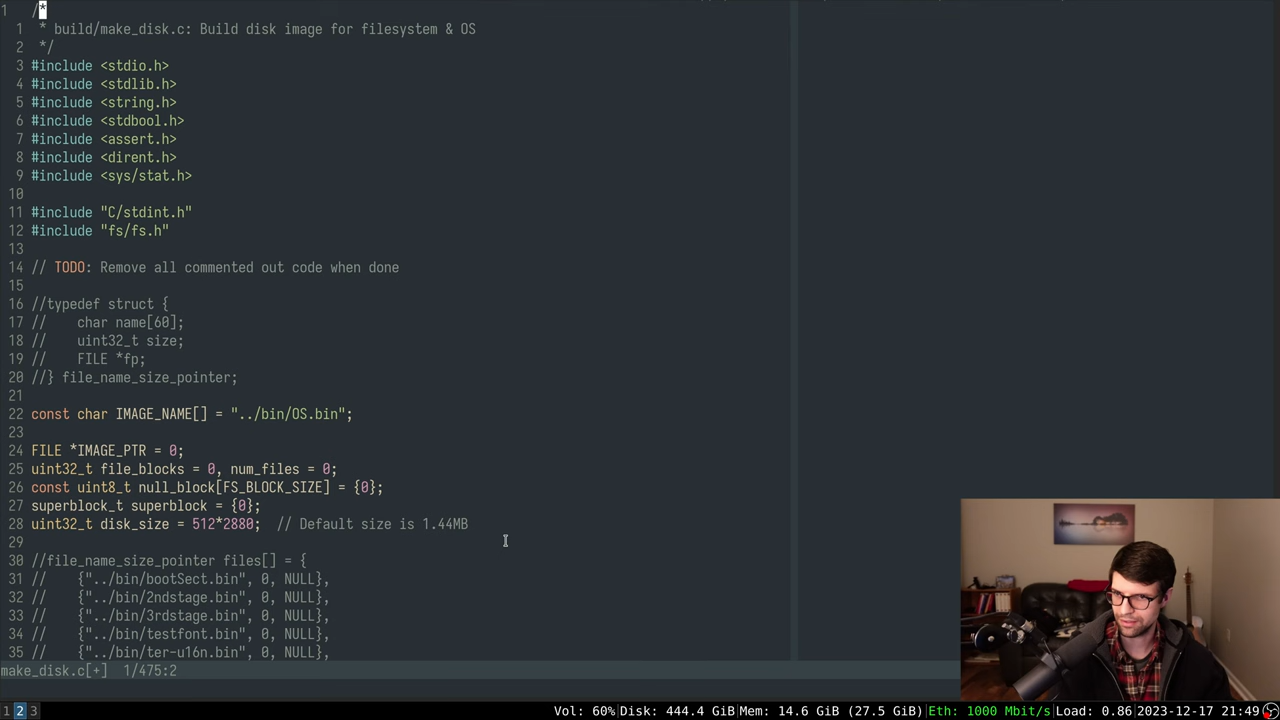 1 /*
1 * build/make_disk.c: Build disk image for filesystem & OS
2 */
3 #include <stdio.h>
4 #include <stdlib.h>
5 #include <string.h>
6 #include <stdbool.h>
7 #include <assert.h>
8 #include <dirent.h>
9 #include <sys/stat.h>
10
11 #include "C/stdint.h"
12 #include "fs/fs.h"
13
14 // TODO: Remove all commented out code when done
15
16 //typedef struct {
17 //    char name[60];
18 //    uint32_t size;
19 //    FILE *fp;
20 //} file_name_size_pointer;
21
22 const char IMAGE_NAME[] = "../bin/OS.bin";
23
24 FILE *IMAGE_PTR = 0;
25 uint32_t file_blocks = 0, num_files = 0;
26 const uint8_t null_block[FS_BLOCK_SIZE] = {0};
27 superblock_t superblock = {0};
28 uint32_t disk_size = 512*2880;  // Default size is 1.44MB
29
30 //file_name_size_pointer files[] = {
31 //    {"../bin/bootSect.bin", 0, NULL},
32 //    {"../bin/2ndstage.bin", 0, NULL},
33 //    {"../bin/3rdstage.bin", 0, NULL},
34 //    {"../bin/testfont.bin", 0, NULL},
35 //    {"../bin/ter-u16n.bin", 0, NULL},
make_disk.c[+]  1/475:2
1 2 3 Vol: 60%|Disk: 444.4 GiB|Mem: 14.6 GiB (27.5 GiB)|Eth: 1000 Mbit/s|Load: 0.86|2023-12-17 21:49